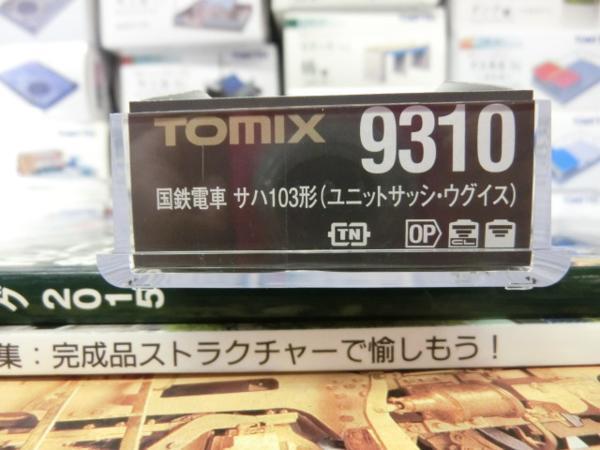 TOMIX 9310
国鉄電車 サハ103形(ユニットサッシ・ウグイス)
TN OP CL
グ 2015
集:完成品ストラクチャーで愉しもう!